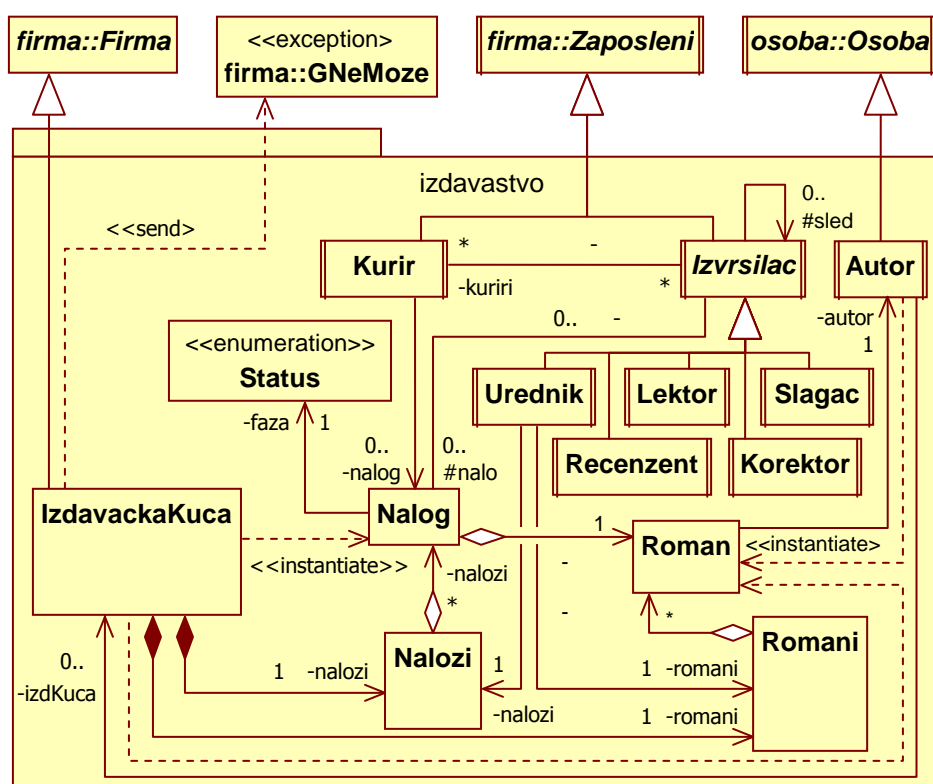 firma::Firma
<<exception>
firma::GNeMoze
firma::Zaposleni
osoba::Osoba
izdavastvo
<<send>
0..
#sled
*
-
Kurir
Izvrsilac
Autor
-kuriri
*
0..
-
-autor
1
<<enumeration>>
Status
Urednik
Lektor
Slagac
-faza
1
0..
-nalog
0..
#nalo
Recenzent
Korektor
IzdavackaKuca
Nalog
1
Roman
<<instantiate>
<<instantiate>>
-nalozi
*
-
-
*
Nalozi
Romani
0..
-izdKuca
1
-nalozi
1
-nalozi
1
-romani
1
-romani